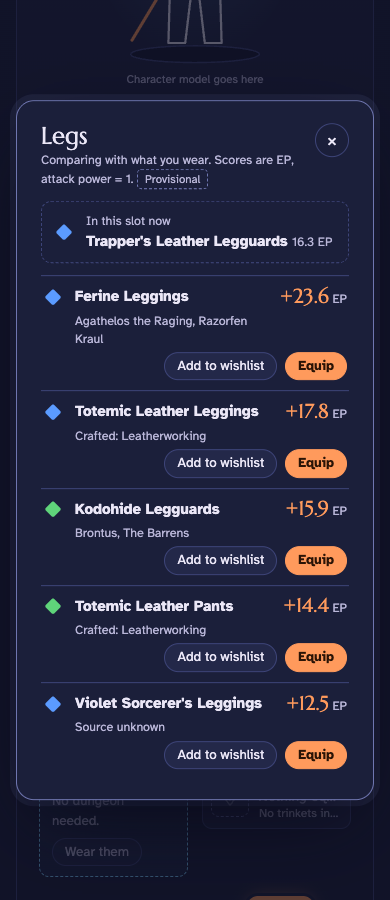 Character model goes here
Legs
×
Comparing with what you wear. Scores are EP,
attack power = 1. Provisional
In this slot now
Trapper's Leather Legguards 16.3 EP
Ferine Leggings +23.6 EP
Agathelos the Raging, Razorfen
Kraul
Add to wishlist Equip
Totemic Leather Leggings +17.8 EP
Crafted: Leatherworking
Add to wishlist Equip
Kodohide Legguards +15.9 EP
Brontus, The Barrens
Add to wishlist Equip
Totemic Leather Pants +14.4 EP
Crafted: Leatherworking
Add to wishlist Equip
Violet Sorcerer's Leggings +12.5 EP
Source unknown
Add to wishlist Equip
No dungeon
needed.
No trinkets in...
Wear them